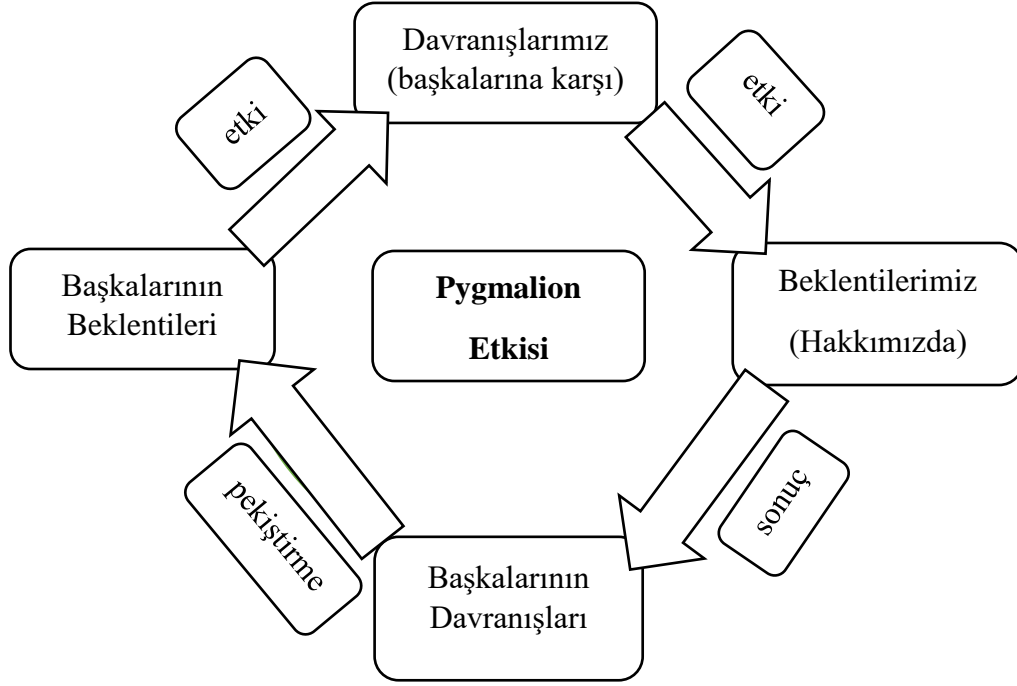 Davranışlarımız
(başkalarına karşı)
etki
etki
Başkalarının
Beklentileri
Pygmalion
Etkisi
Beklentilerimiz
(Hakkımızda)
pekiştirme
sonuç
Başkalarının
Davranışları